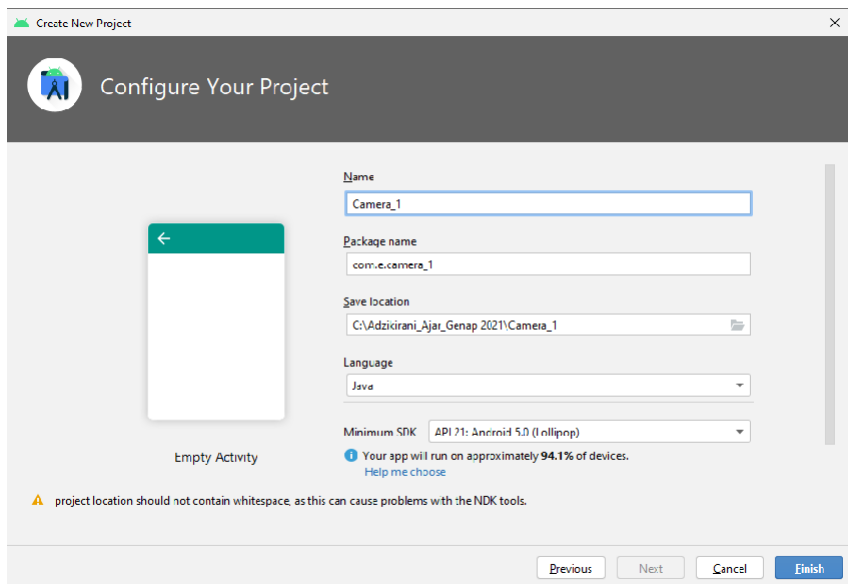 Create New Project
Configure Your Project
Name
Camera_1
Package name
com.e.camera_1
Save location
C:\Adzikirani_Ajar_Genap 2021\Camera_1
Language
Java
Minimum SDK API 21: Android 5.0 (Lollipop)
Your app will run on approximately 94.1% of devices.
Help me choose
Empty Activity
project location should not contain whitespace, as this can cause problems with the NDK tools.
Previous Next Cancel Finish